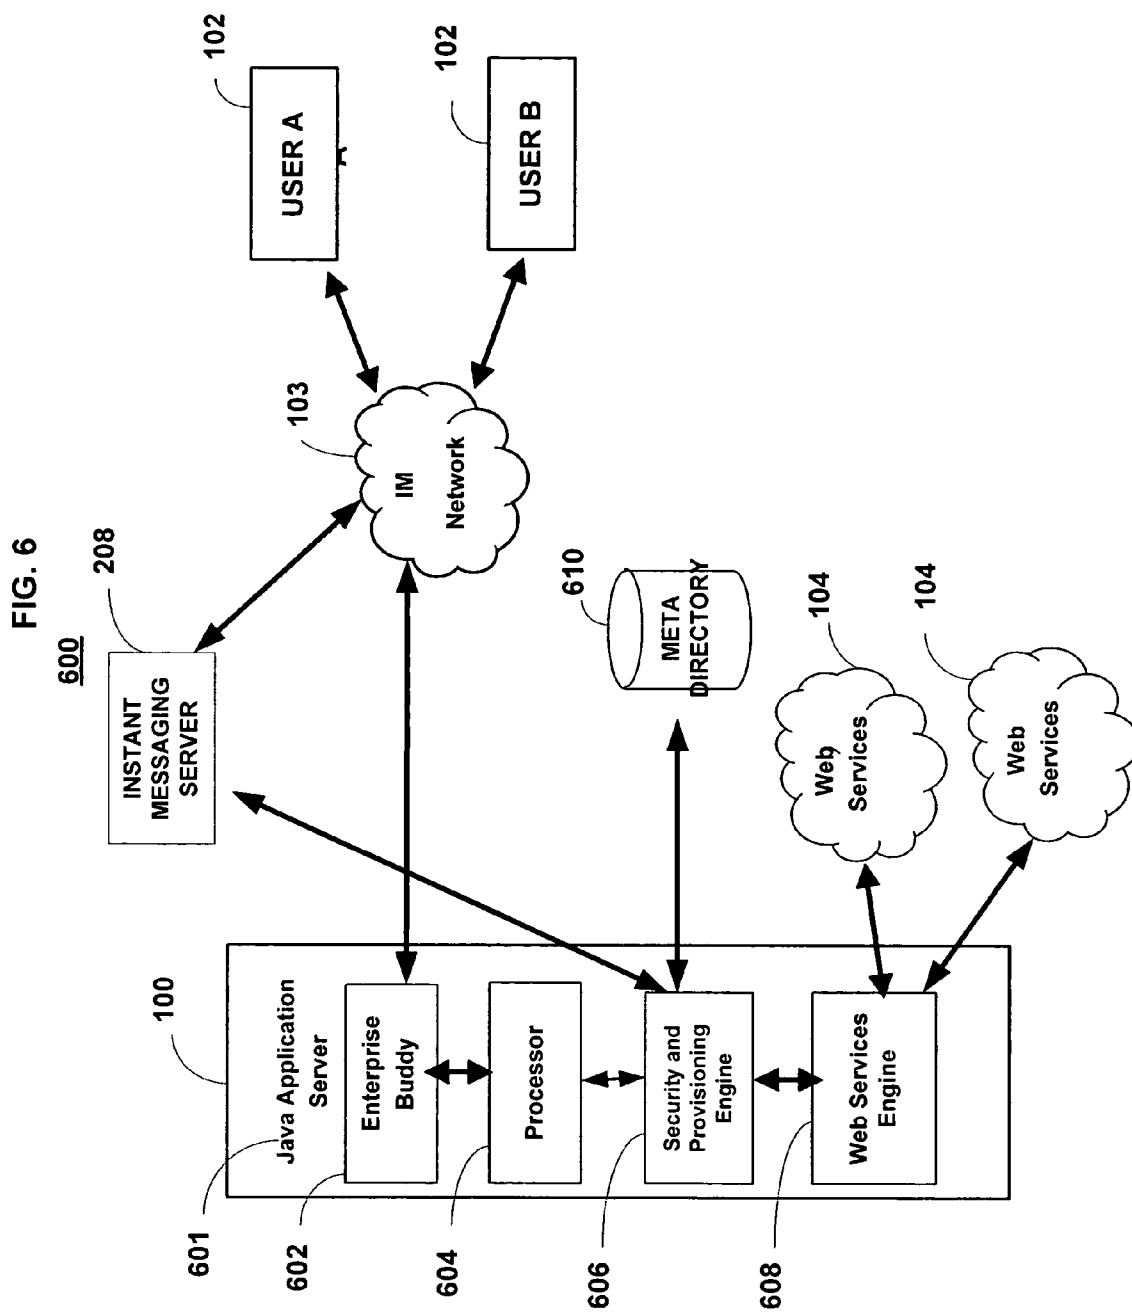 FIG. 6
600
102
USER A
A
102
USER B
103
IM
Network
208
INSTANT
MESSAGING
SERVER
610
META
DIRECTORY
104
Web
Services
104
Web
Services
100
Java Application
Server
601
602
Enterprise
Buddy
604
Processor
606
Security and
Provisioning
Engine
608
Web Services
Engine